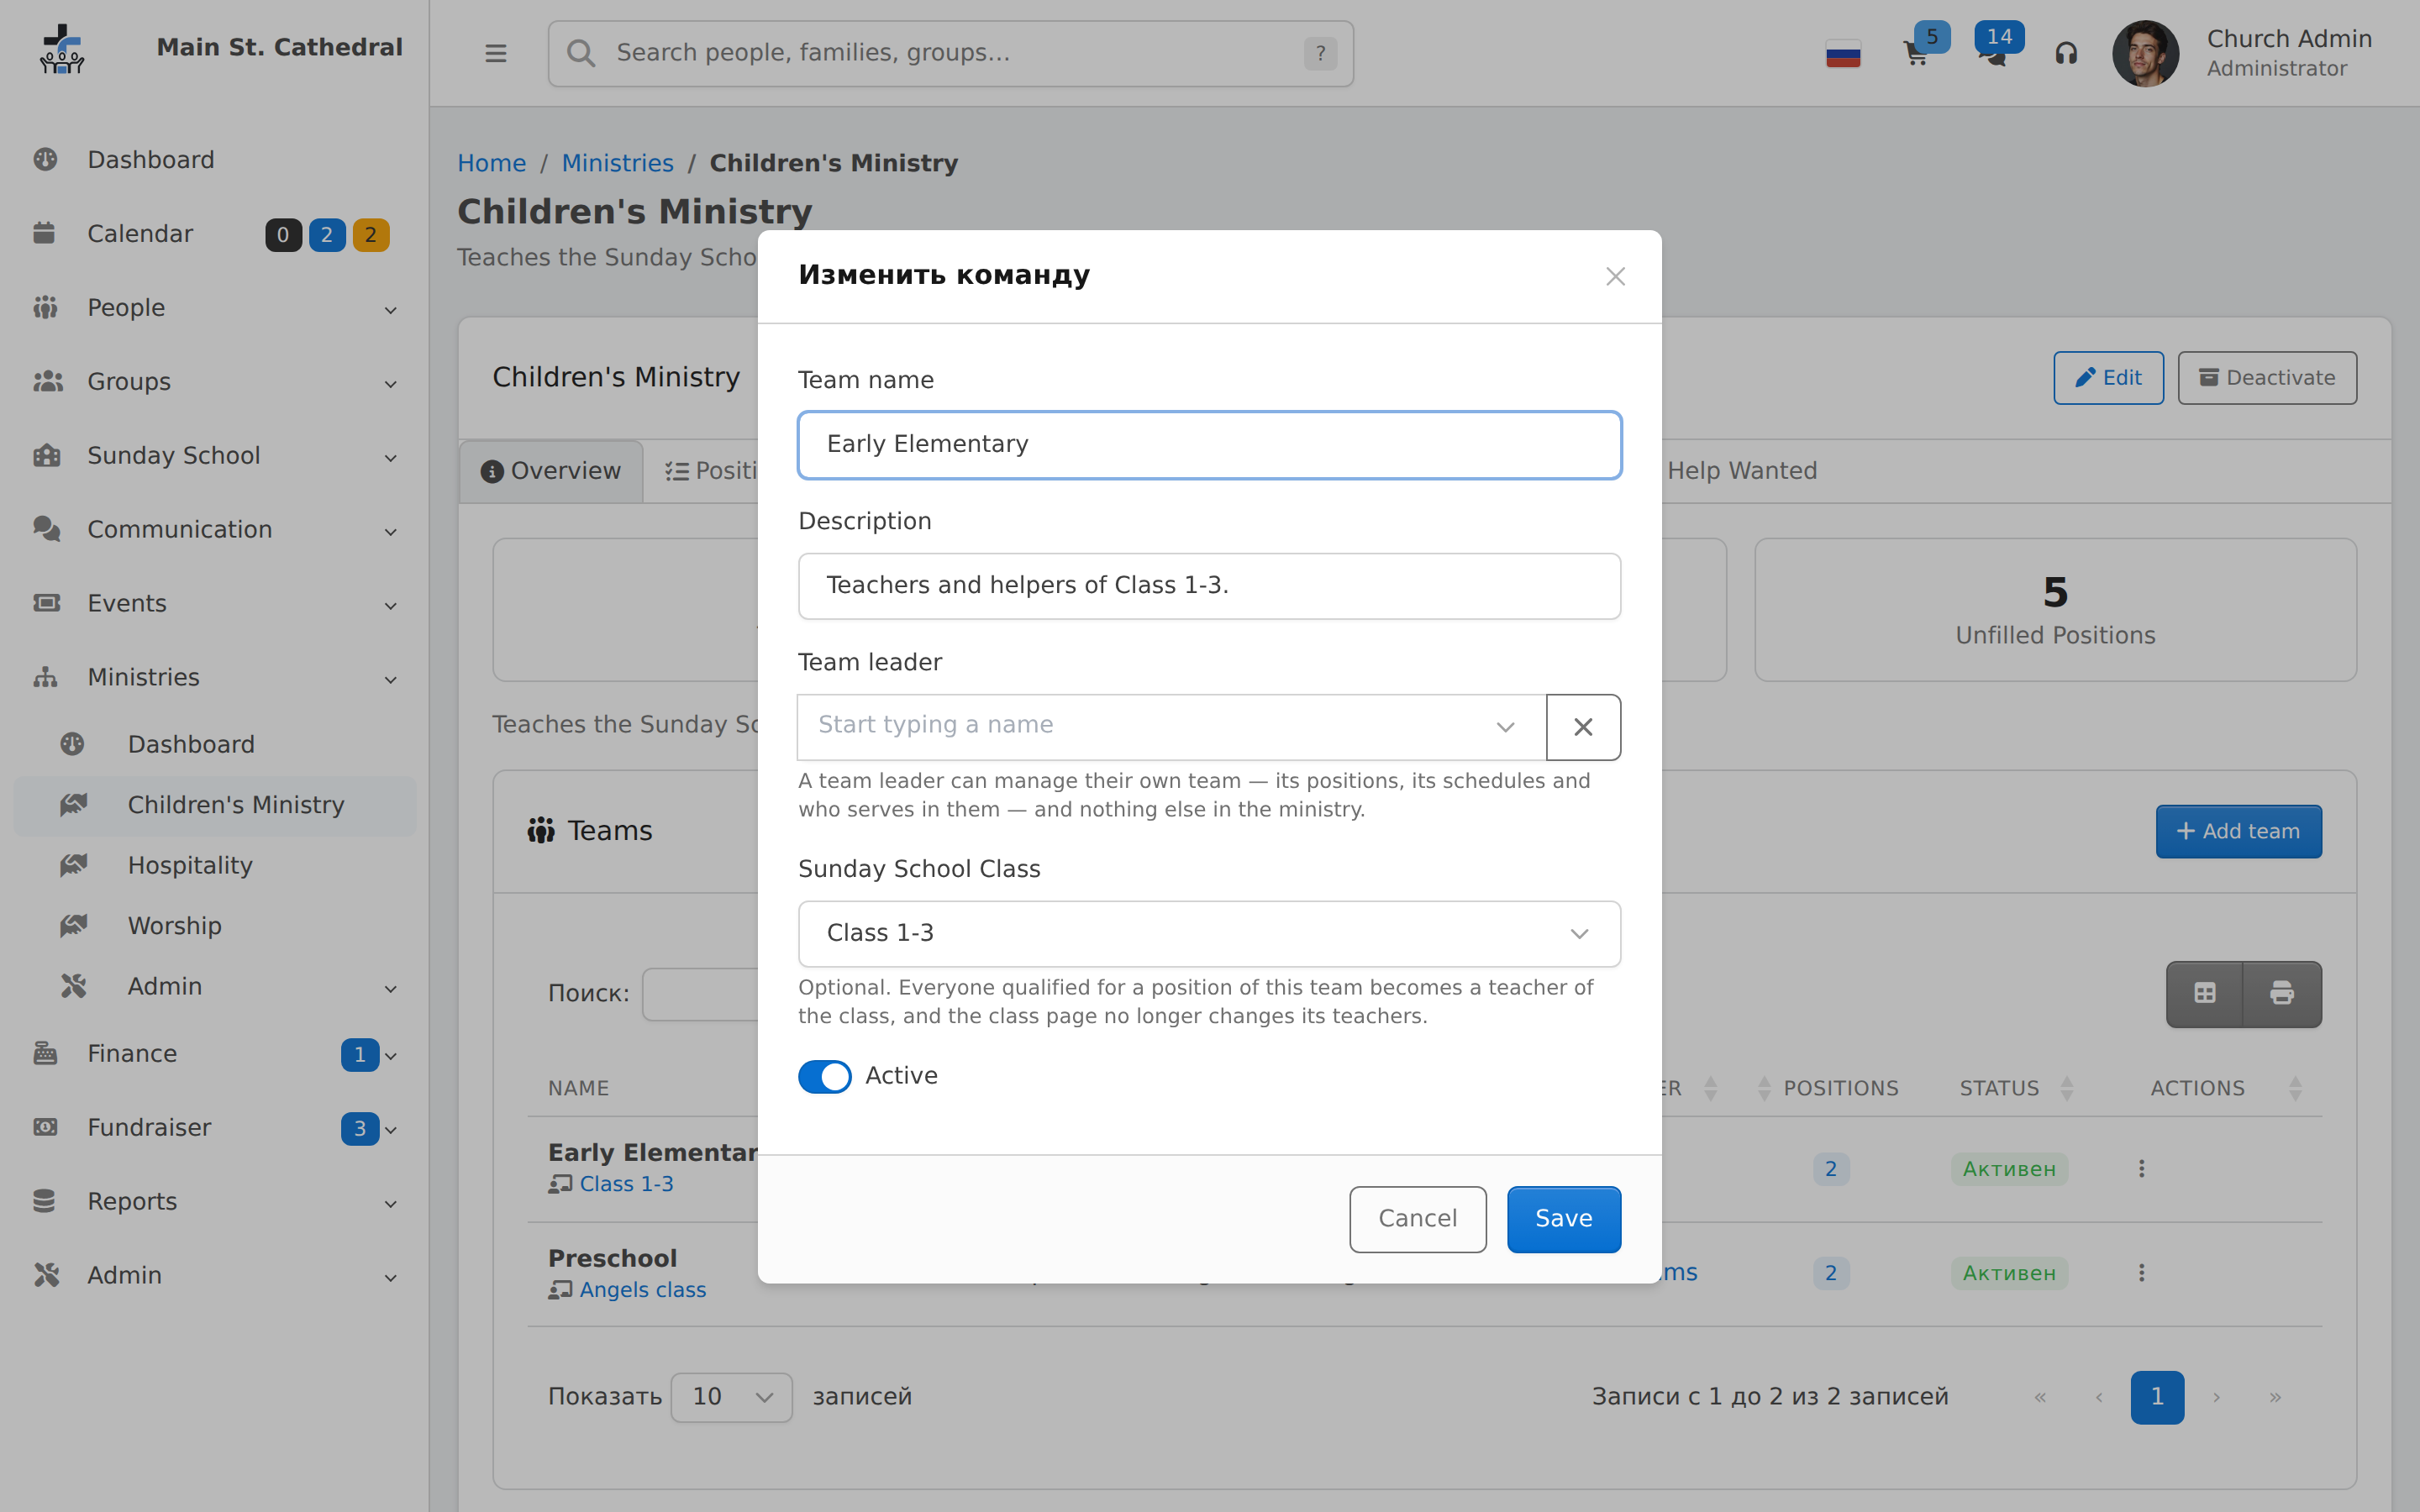 Main St. Cathedral
Search people, families, groups...
?
5
14
Church Admin
Administrator
Dashboard
Calendar
0
2
2
People
Groups
Sunday School
Communication
Events
Ministries
Dashboard
Children's Ministry
Hospitality
Worship
Admin
Finance
1
Fundraiser
3
Reports
Admin
Home / Ministries / Children's Ministry
Children's Ministry
Teaches the Sunday
Children's Ministry
Edit
Deactivate
Overview
Help Wanted
5
Unfilled Positions
Teaches the Sunday
Teams
Add team
Поиск:
NAME
POSITIONS
STATUS
ACTIONS
Early
Class 1-3
2
Активен
Preschool
Angels class
2
Активен
Показать 10 записей
Записи с 1 до 2 из 2 записей
« ‹ 1 › »
Изменить команду
Team name
Early Elementary
Description
Teachers and helpers of Class 1-3.
Team leader
Start typing a name
A team leader can manage their own team — its positions, its schedules and
who serves in them — and nothing else in the ministry.
Sunday School Class
Class 1-3
Optional. Everyone qualified for a position of this team becomes a teacher of
the class, and the class page no longer changes its teachers.
Active
Cancel
Save